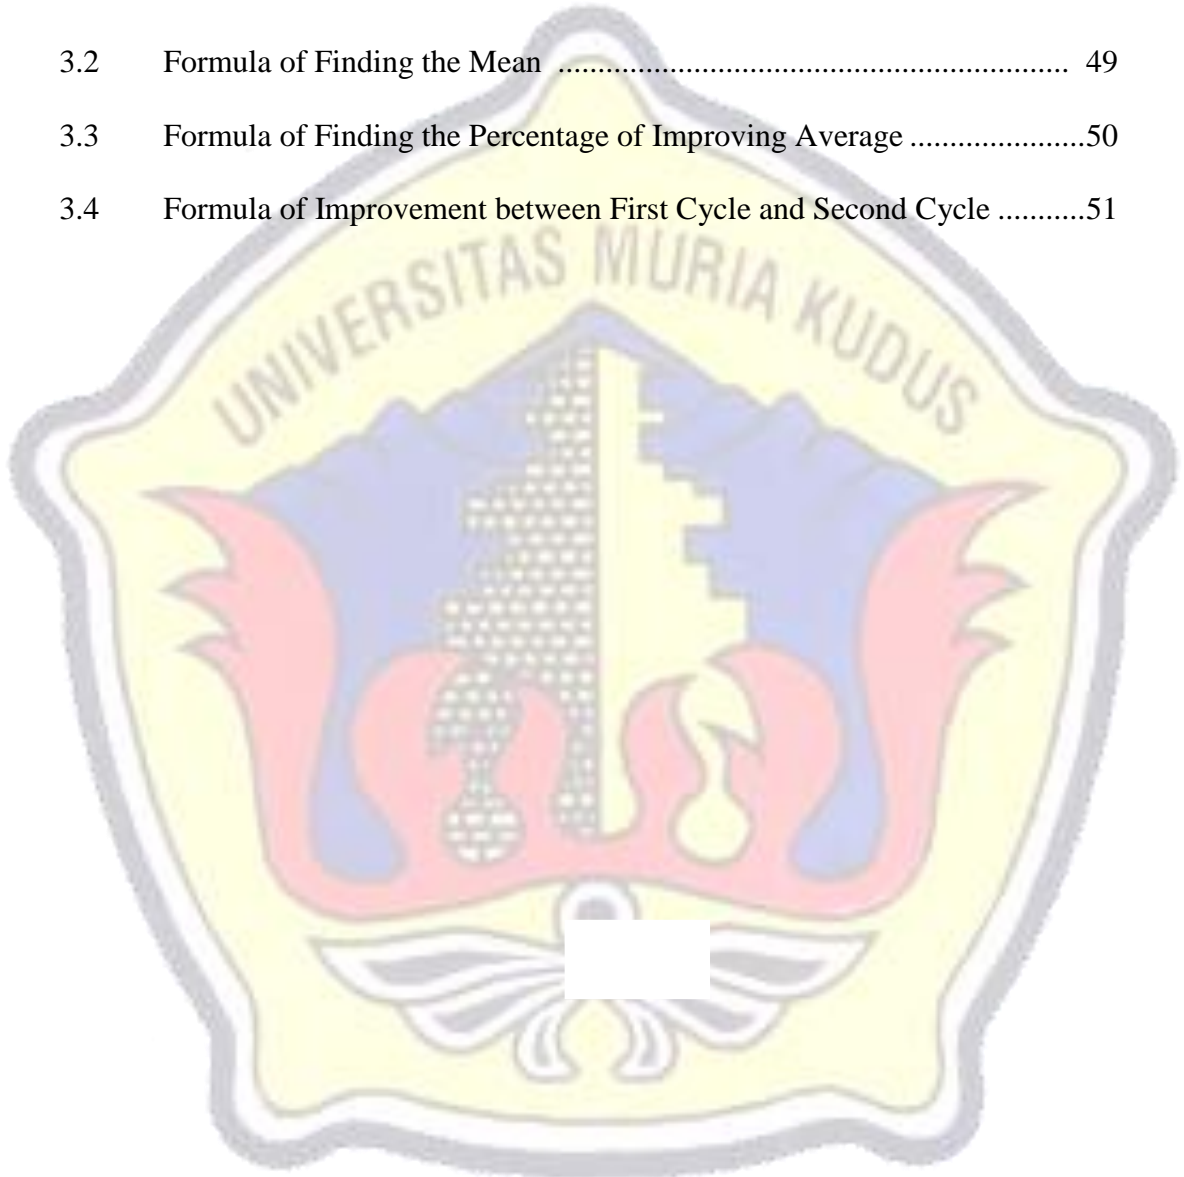 3.2 Formula of Finding the Mean ................................................................ 49
3.3 Formula of Finding the Percentage of Improving Average ......................50
3.4 Formula of Improvement between First Cycle and Second Cycle ...........51
UNIVERSITAS MURIA KUDUS